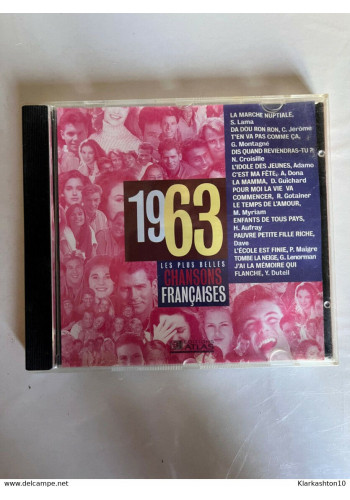 1963
LES PLUS BELLES
CHANSONS
FRANÇAISES
LA MARCHE NUPTIALE,
S. Lama
DA DOU RON RON, C. Jérôme
T'EN VA PAS COMME ÇA,
G. Montagné
DIS QUAND REVIENDRAS-TU ?
N. Croisille
L'IDOLE DES JEUNES, Adamo
C'EST MA FÊTE, A. Dona
LA MAMMA, D. Guichard
POUR MOI LA VIE VA
COMMENCER, R. Gotainer
LE TEMPS DE L'AMOUR,
M. Myriam
ENFANTS DE TOUS PAYS,
H. Aufray
PAUVRE PETITE FILLE RICHE,
Dave
L'ÉCOLE EST FINIE, P. Maigre
TOMBE LA NEIGE, G. Lenorman
J'AI LA MÉMOIRE QUI
FLANCHE, Y. Duteil
ATLAS
www.delcampe.net
Klarkashton10